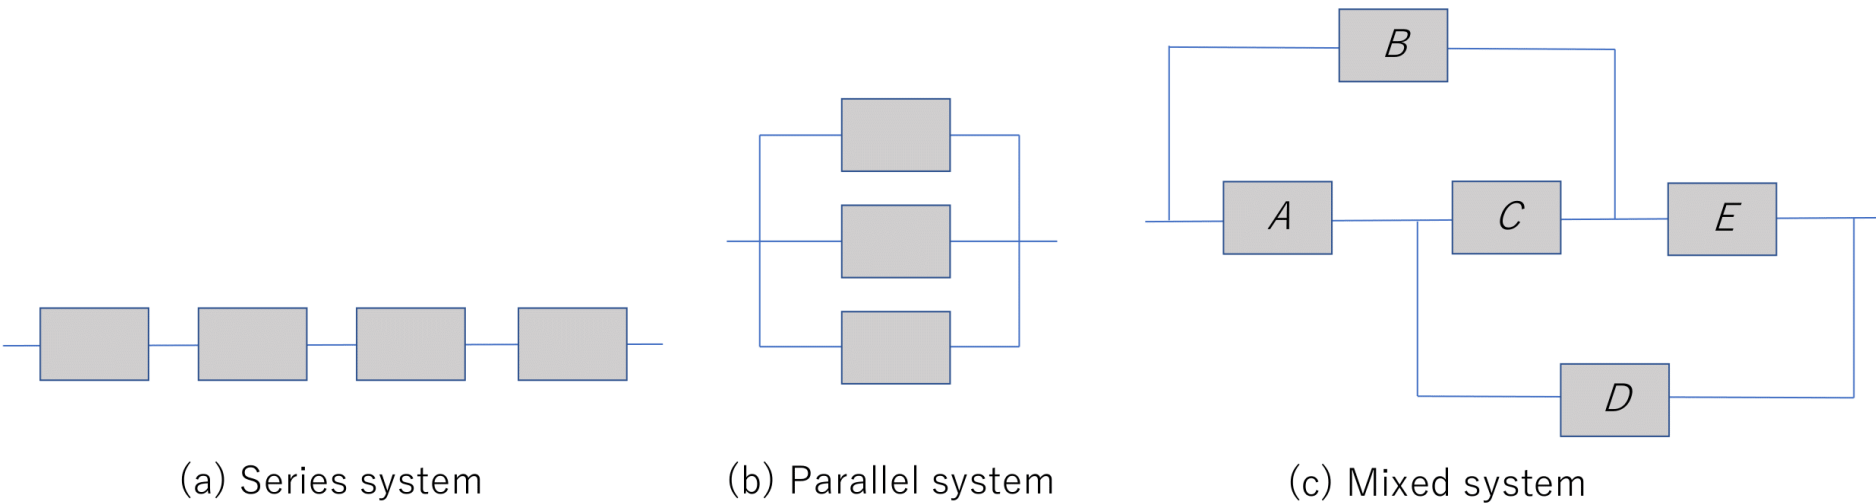 B
A
C
E
D
(a) Series system
(b) Parallel system
(c) Mixed system